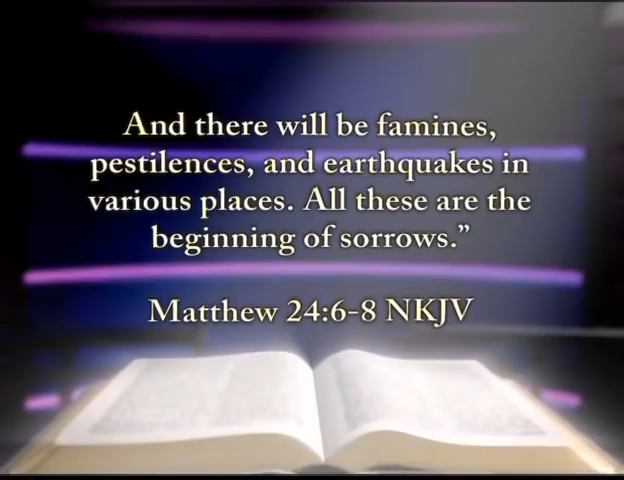 And there will be famines,
pestilences, and earthquakes in
various places. All these are the
beginning of sorrows.”
Matthew 24:6-8 NKJV